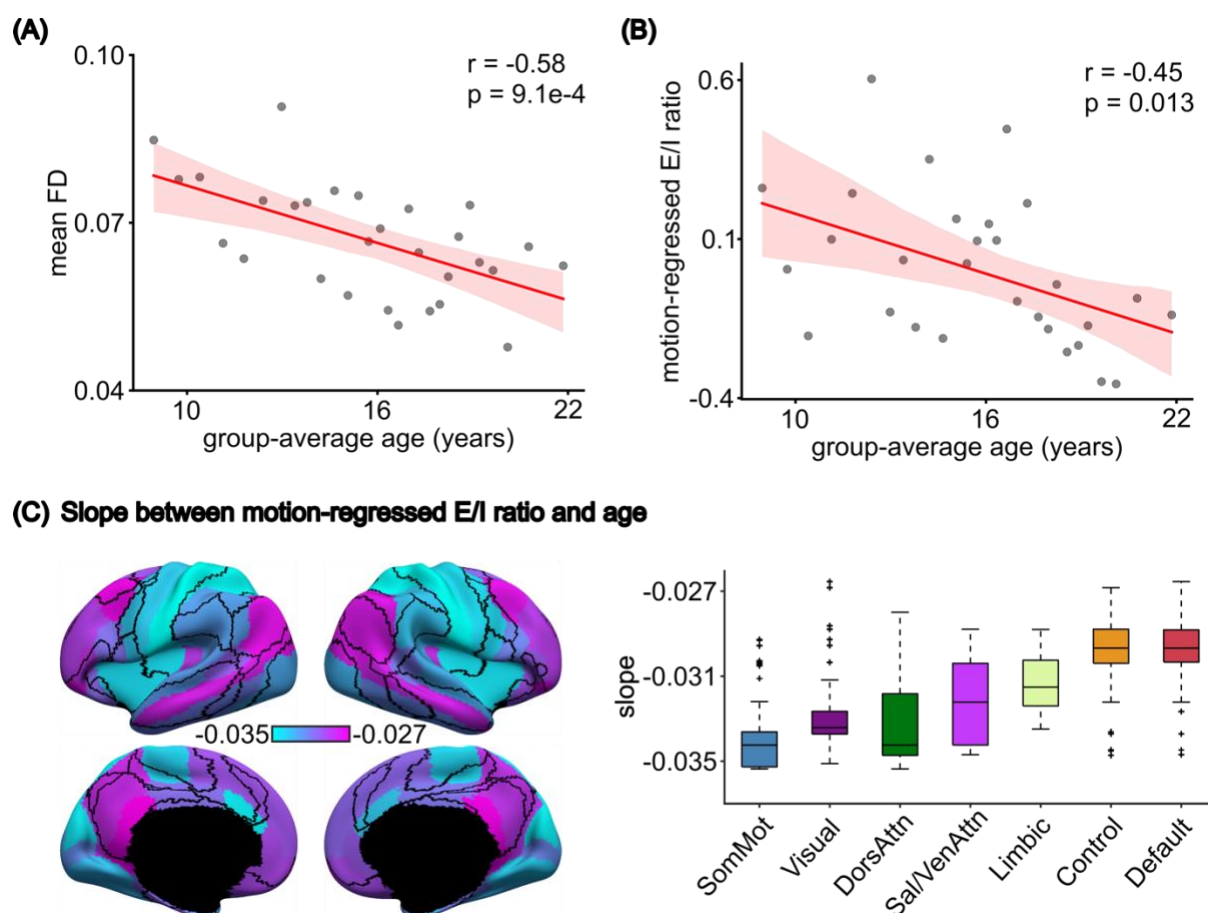 (A)
0.10
r = -0.58
p = 9.1e-4
mean FD
0.07
0.04
10
16
22
group-average age (years)
(B)
0.6
r = -0.45
p = 0.013
motion-regressed E/I ratio
0.1
-0.4
10
16
22
group-average age (years)
(C) Slope between motion-regressed E/I ratio and age
-0.035
-0.027
slope
-0.027
-0.031
-0.035
SomMot
Visual
DorsAttn
Sal/VenAttn
Limbic
Control
Default